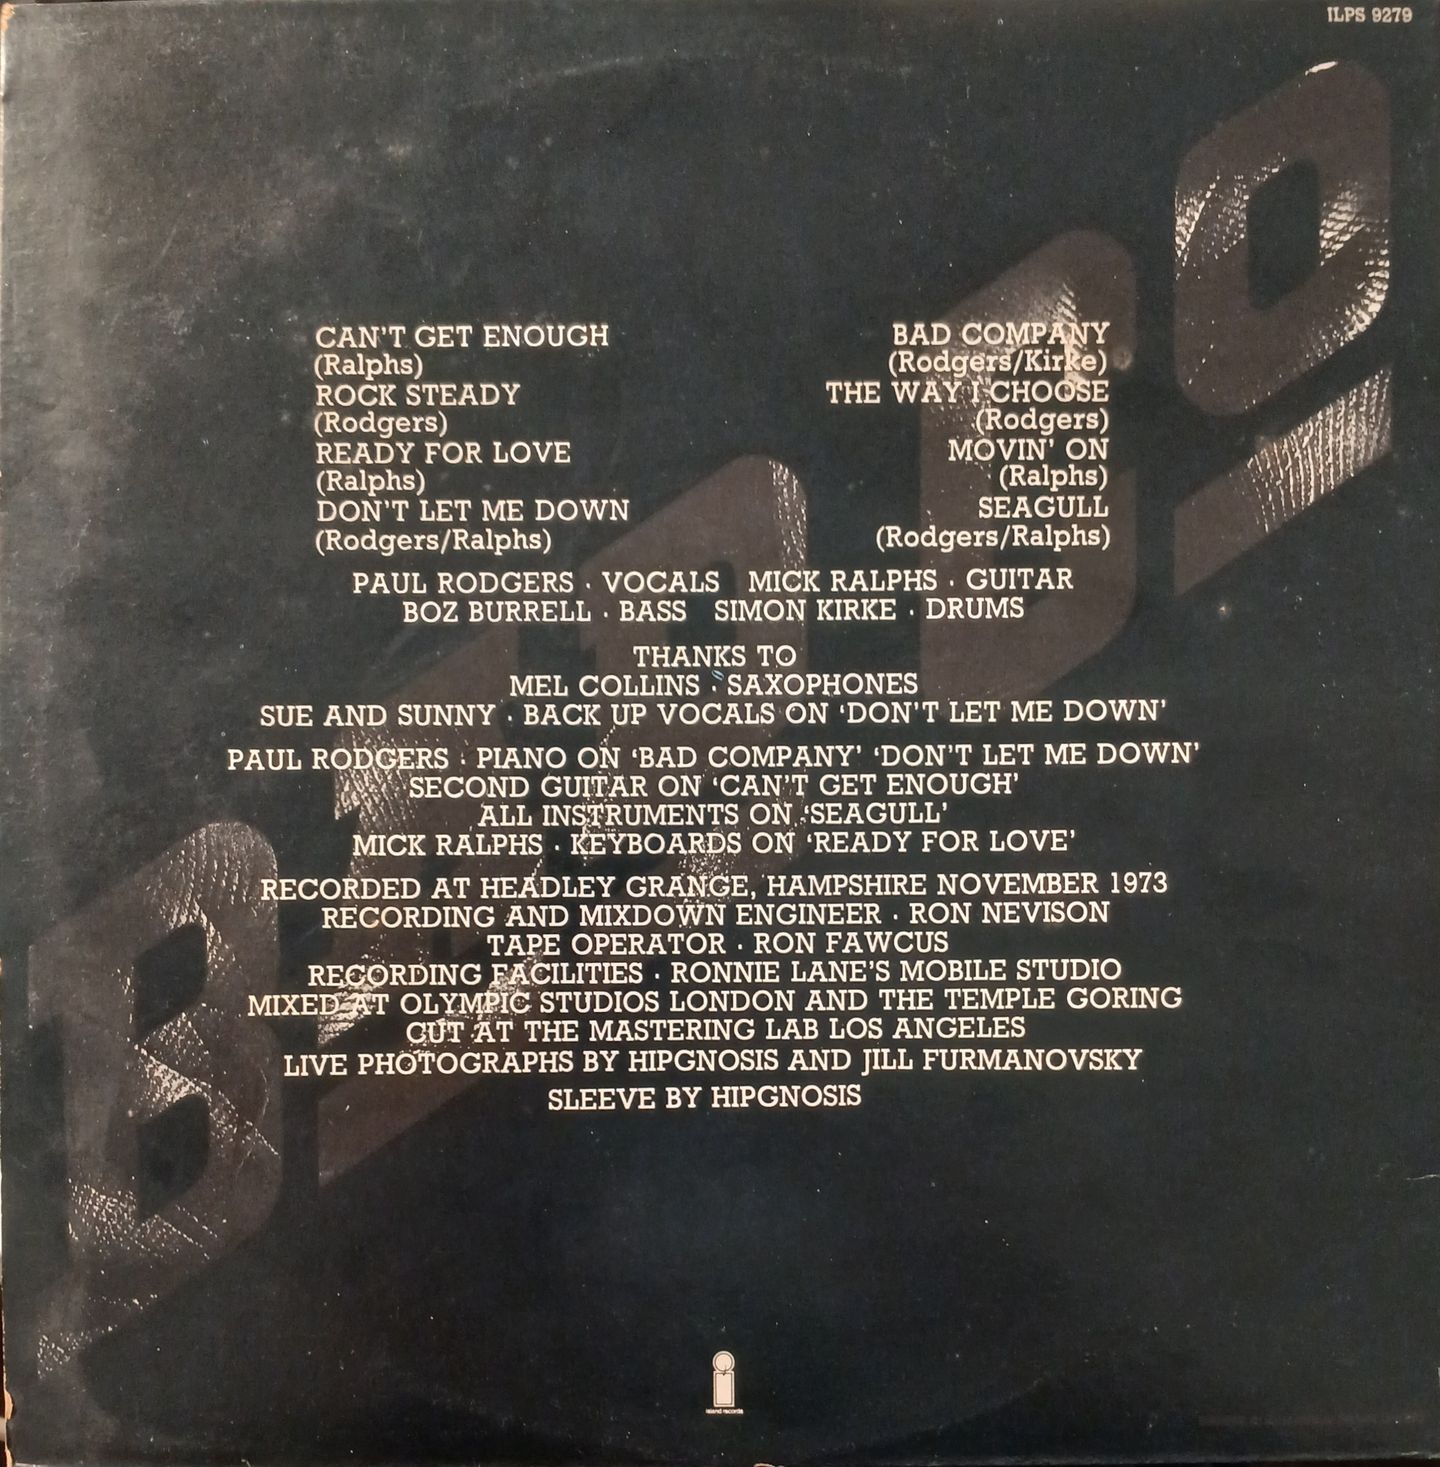 ILPS 9279
CAN'T GET ENOUGH
(Ralphs)
ROCK STEADY
(Rodgers)
READY FOR LOVE
(Ralphs)
DON'T LET ME DOWN
(Rodgers/Ralphs)
BAD COMPANY
(Rodgers/Kirke)
THE WAY I CHOOSE
(Rodgers)
MOVIN' ON
(Ralphs)
SEAGULL
(Rodgers/Ralphs)
PAUL RODGERS · VOCALS MICK RALPHS · GUITAR
BOZ BURRELL · BASS SIMON KIRKE · DRUMS
THANKS TO
MEL COLLINS · SAXOPHONES
SUE AND SUNNY · BACK UP VOCALS ON 'DON'T LET ME DOWN'
PAUL RODGERS · PIANO ON 'BAD COMPANY' 'DON'T LET ME DOWN'
SECOND GUITAR ON 'CAN'T GET ENOUGH'
ALL INSTRUMENTS ON 'SEAGULL'
MICK RALPHS · KEYBOARDS ON 'READY FOR LOVE'
RECORDED AT HEADLEY GRANGE, HAMPSHIRE NOVEMBER 1973
RECORDING AND MIXDOWN ENGINEER · RON NEVISON
TAPE OPERATOR · RON FAWCUS
RECORDING FACILITIES · RONNIE LANE'S MOBILE STUDIO
MIXED AT OLYMPIC STUDIOS LONDON AND THE TEMPLE GORING
CUT AT THE MASTERING LAB LOS ANGELES
LIVE PHOTOGRAPHS BY HIPGNOSIS AND JILL FURMANOVSKY
SLEEVE BY HIPGNOSIS
BAD CO
island records